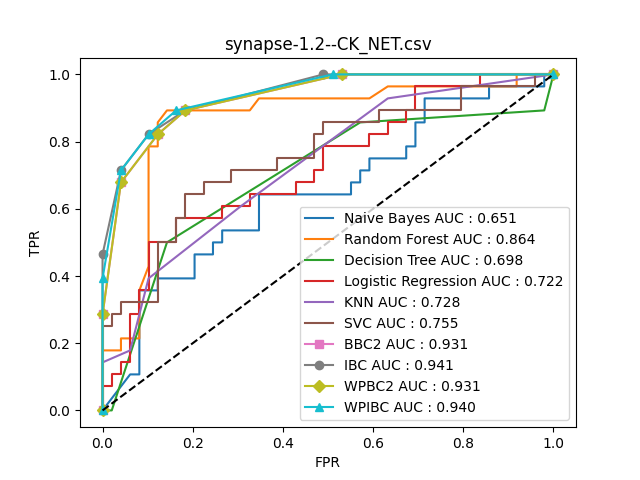 synapse-1.2--CK_NET.csv
1.0
0.8
0.6
0.4
0.2
0.0
TPR
Naive Bayes AUC : 0.651
Random Forest AUC : 0.864
Decision Tree AUC : 0.698
Logistic Regression AUC : 0.722
KNN AUC : 0.728
SVC AUC : 0.755
BBC2 AUC : 0.931
IBC AUC : 0.941
WPBC2 AUC : 0.931
WPIBC AUC : 0.940
0.0 0.2 0.4 0.6 0.8 1.0
FPR